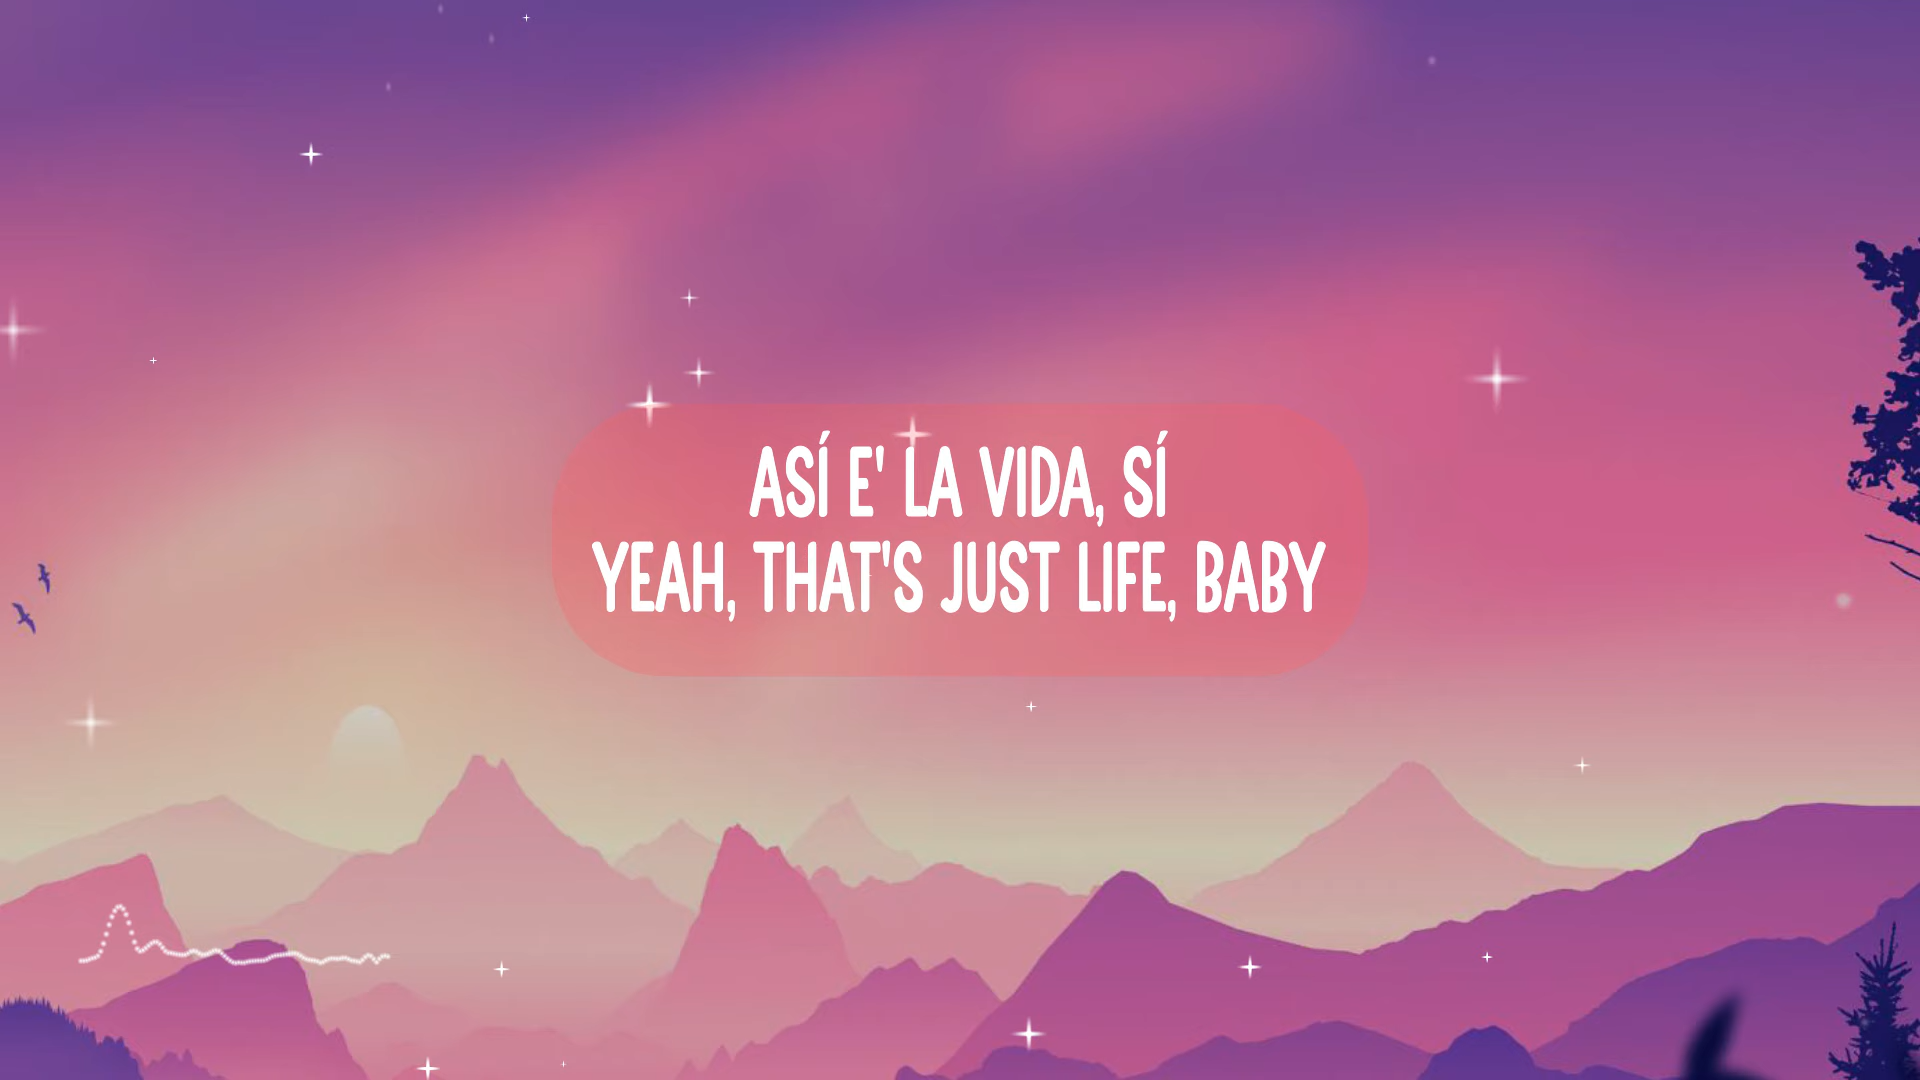 ASÍ E' LA VIDA, SÍ
YEAH, THAT'S JUST LIFE, BABY